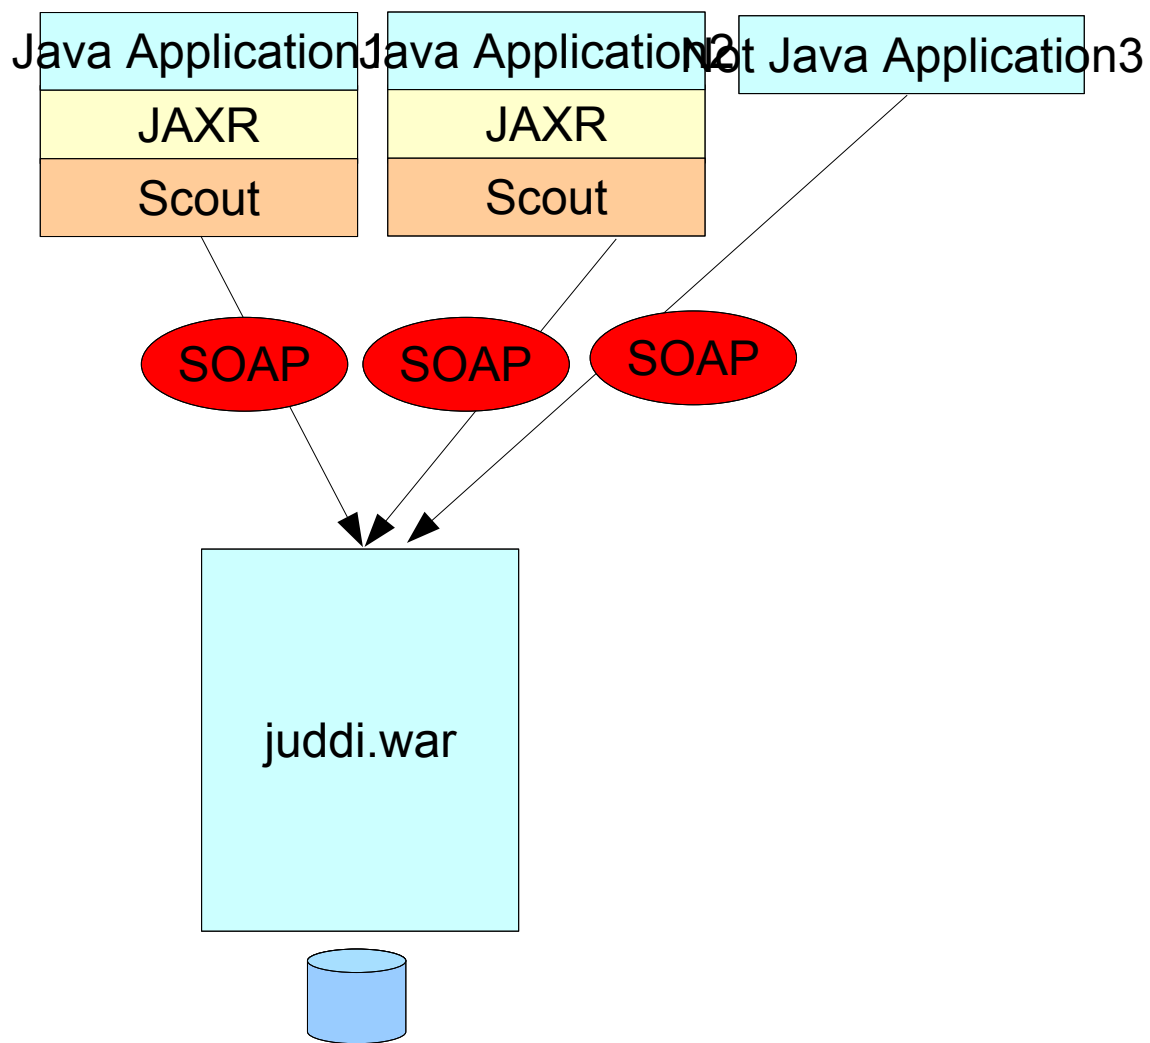 Java Application1
Java Application2
Not Java Application3
JAXR
JAXR
Scout
Scout
SOAP
SOAP
SOAP
juddi.war